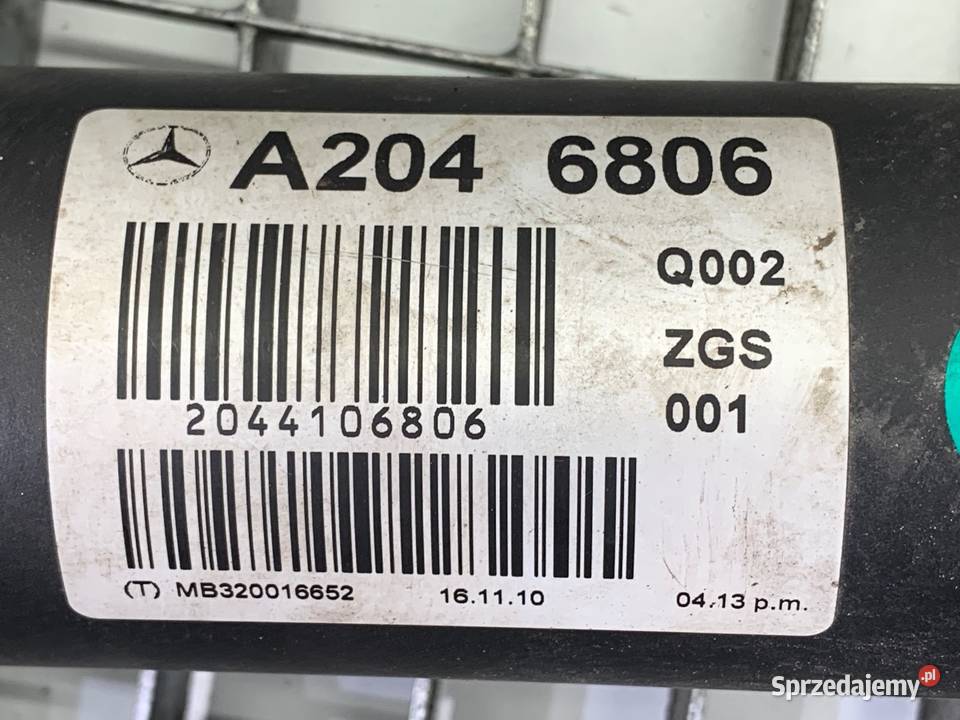 A204 6806
Q002
ZGS
001
2044106806
(T) MB320016652 16.11.10 04.13 p.m.
Sprzedajemy.pl